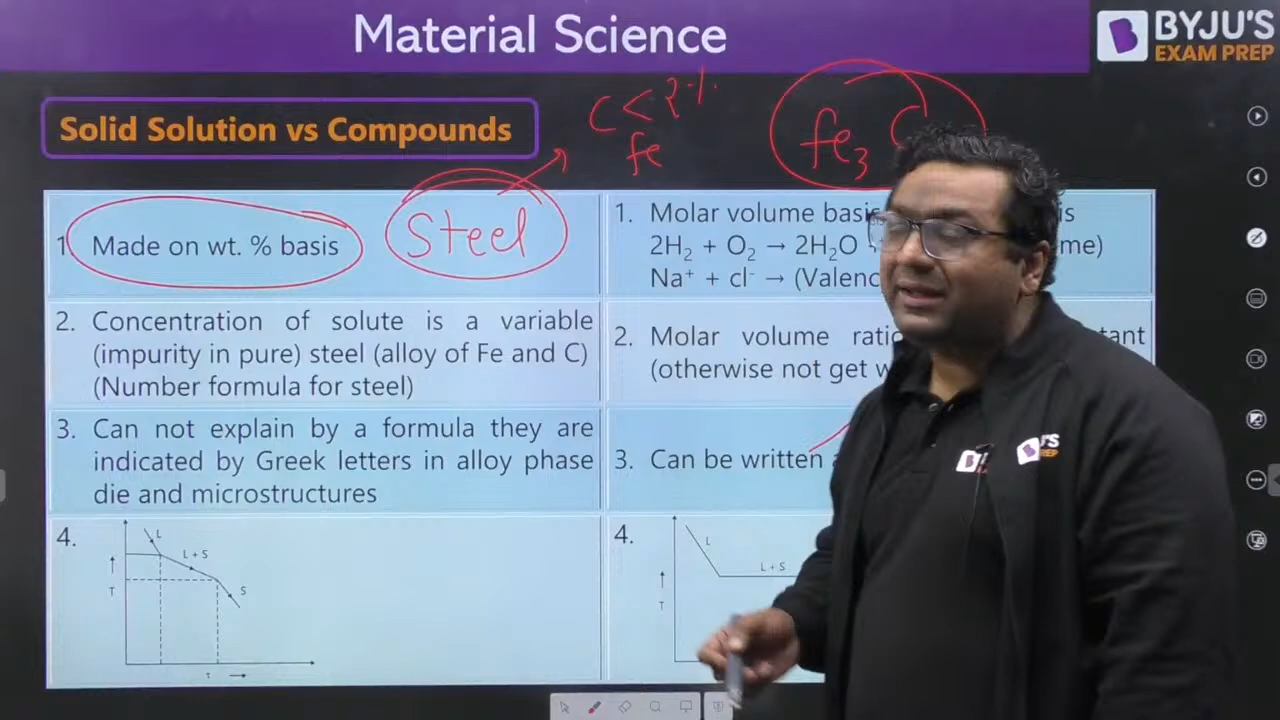 Material Science
BYJU'S
EXAM PREP
Solid Solution vs Compounds
C < 2%
fe
fe₃ C
1. Made on wt. % basis
Steel
1. Molar volume basis
2H₂ + O₂ → 2H₂O
Na⁺ + cl⁻ →
2. Concentration of solute is a variable
(impurity in pure) steel (alloy of Fe and C)
(Number formula for steel)
2. Molar volume
(otherwise not get
3. Can not explain by a formula they are
indicated by Greek letters in alloy phase
die and microstructures
3. Can be written
4.
L
L + S
S
T
T
4.
L
L + S
T